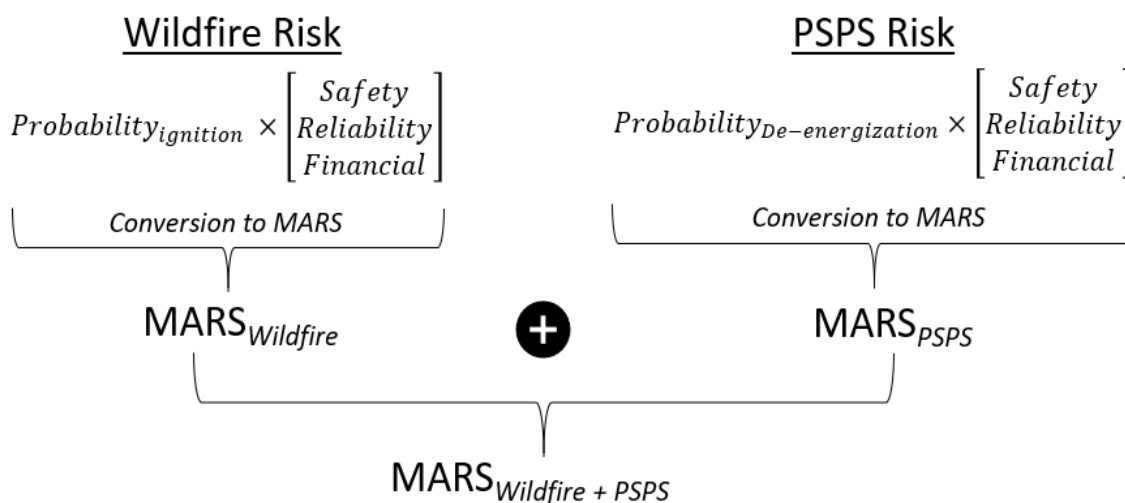 Wildfire Risk
Probability_ignition × [Safety
Reliability
Financial]
Conversion to MARS
MARS_Wildfire
PSPS Risk
Probability_De−energization × [Safety
Reliability
Financial]
Conversion to MARS
MARS_PSPS
+
MARS_Wildfire + PSPS